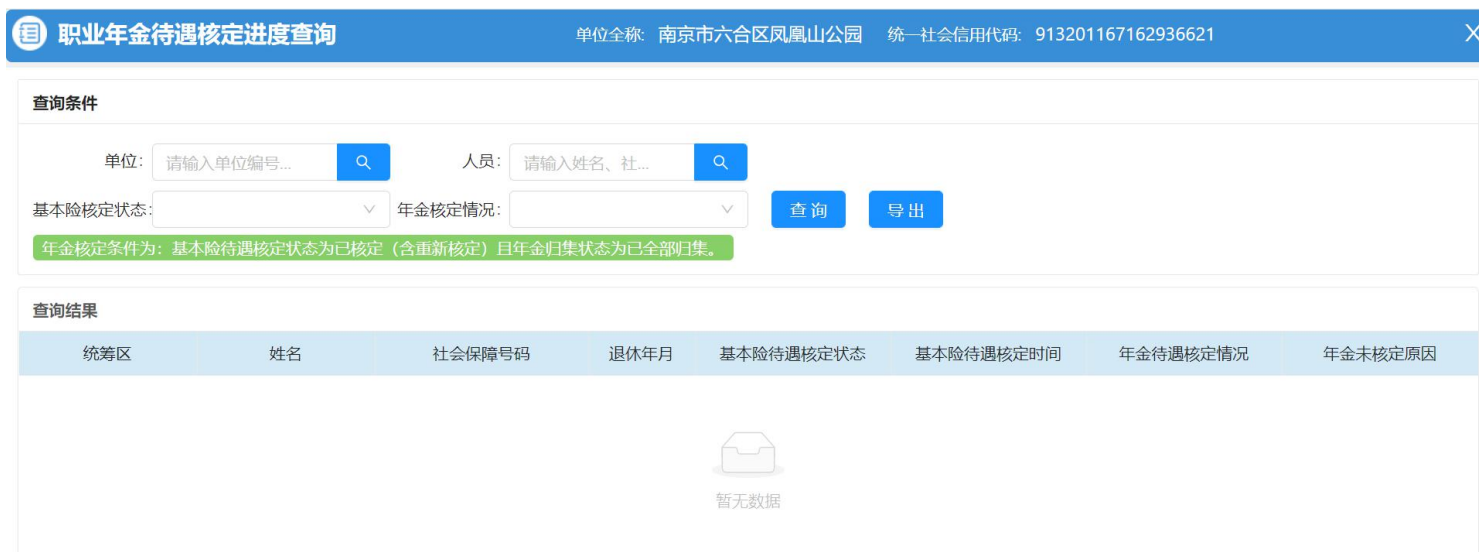 职业年金待遇核定进度查询 单位全称: 南京市六合区凤凰山公园 统一社会信用代码: 913201167162936621 X
查询条件
单位: 请输入单位编号... 人员: 请输入姓名、社...
基本险核定状态: 年金核定情况: 查 询 导 出
年金核定条件为：基本险待遇核定状态为已核定（含重新核定）且年金归集状态为已全部归集。
查询结果
统筹区 姓名 社会保障号码 退休年月 基本险待遇核定状态 基本险待遇核定时间 年金待遇核定情况 年金未核定原因
暂无数据